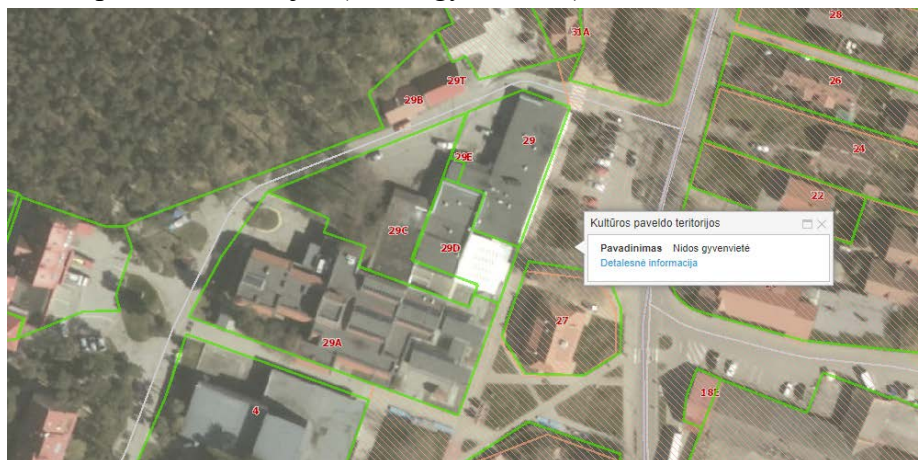 28
31A
26
29T
29B
29
24
29E
22
29C
Kultūros paveldo teritorijos
29D
Pavadinimas Nidos gyvenvietė
Detalesnė informacija
27
29A
18E
4